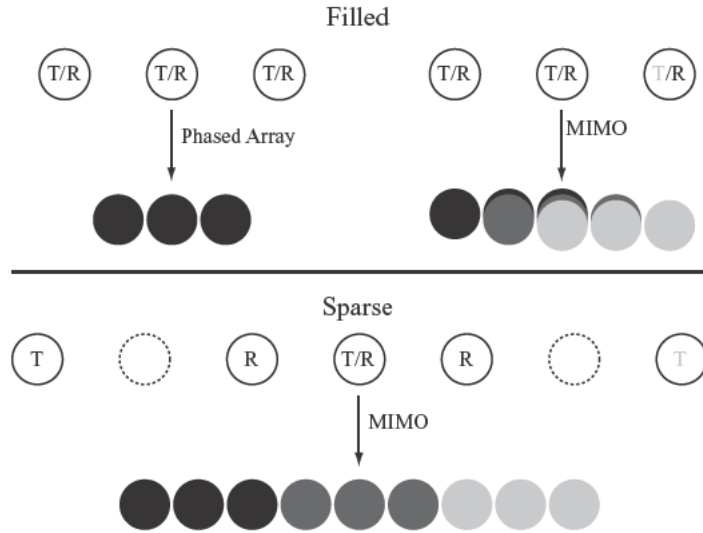 Filled
T/R T/R T/R T/R T/R T/R
Phased Array
MIMO
Sparse
T R T/R R T
MIMO